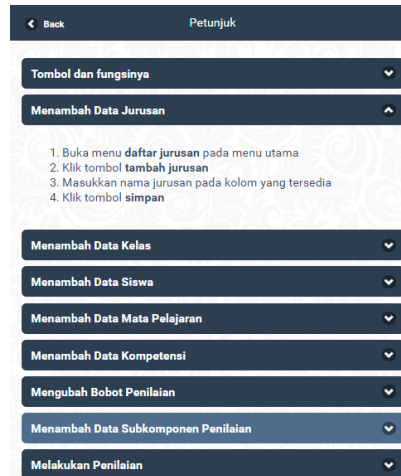 Back
Petunjuk
Tombol dan fungsinya
Menambah Data Jurusan
1. Buka menu daftar jurusan pada menu utama
2. Klik tombol tambah jurusan
3. Masukkan nama jurusan pada kolom yang tersedia
4. Klik tombol simpan
Menambah Data Kelas
Menambah Data Siswa
Menambah Data Mata Pelajaran
Menambah Data Kompetensi
Mengubah Bobot Penilaian
Menambah Data Subkomponen Penilaian
Melakukan Penilaian